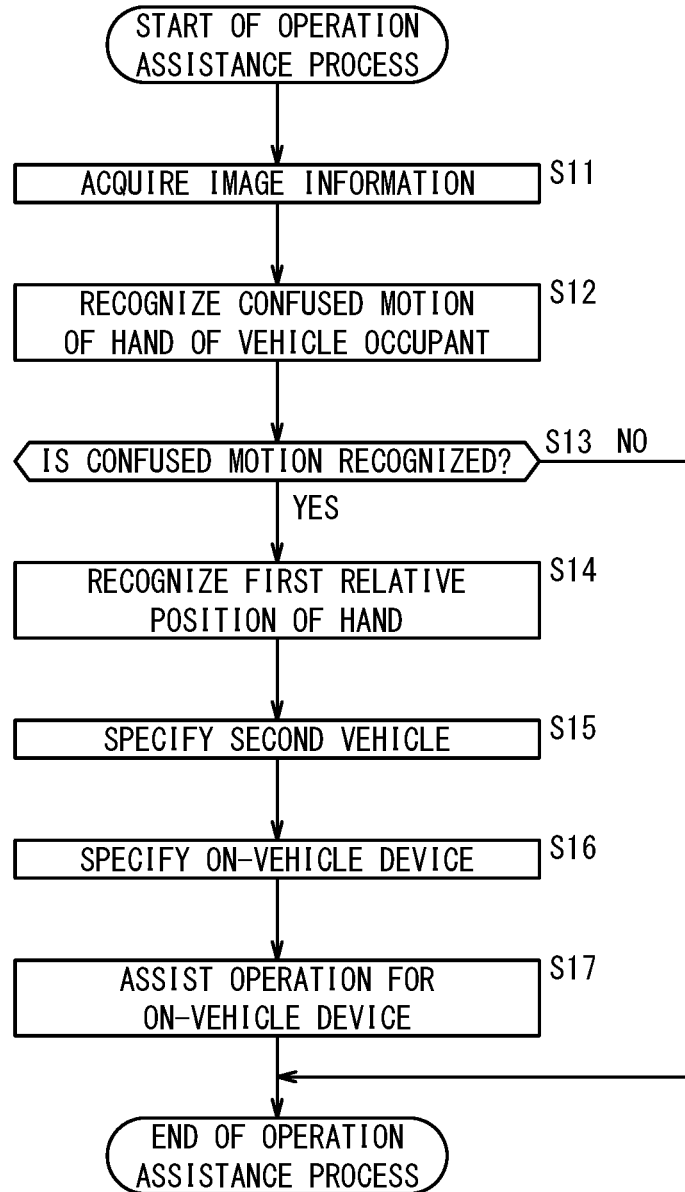 START OF OPERATION
ASSISTANCE PROCESS
ACQUIRE IMAGE INFORMATION
S11
RECOGNIZE CONFUSED MOTION
OF HAND OF VEHICLE OCCUPANT
S12
IS CONFUSED MOTION RECOGNIZED?
S13 NO
YES
RECOGNIZE FIRST RELATIVE
POSITION OF HAND
S14
SPECIFY SECOND VEHICLE
S15
SPECIFY ON-VEHICLE DEVICE
S16
ASSIST OPERATION FOR
ON-VEHICLE DEVICE
S17
END OF OPERATION
ASSISTANCE PROCESS